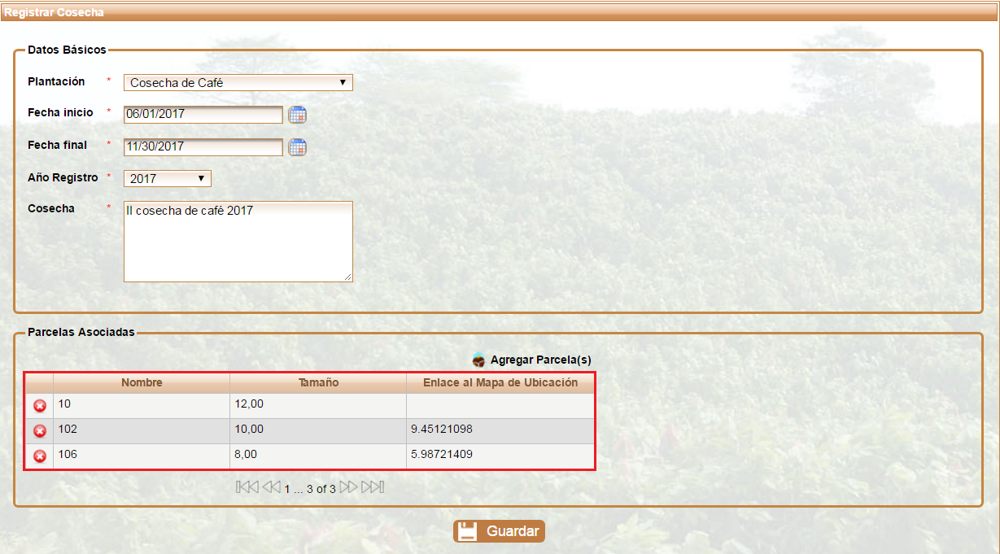 Registrar Cosecha
Datos Básicos
Plantación * Cosecha de Café
Fecha inicio * 06/01/2017
Fecha final * 11/30/2017
Año Registro * 2017
Cosecha * II cosecha de café 2017
Parcelas Asociadas
Agregar Parcela(s)
Nombre Tamaño Enlace al Mapa de Ubicación
10 12,00
102 10,00 9.45121098
106 8,00 5.98721409
1 ... 3 of 3
Guardar